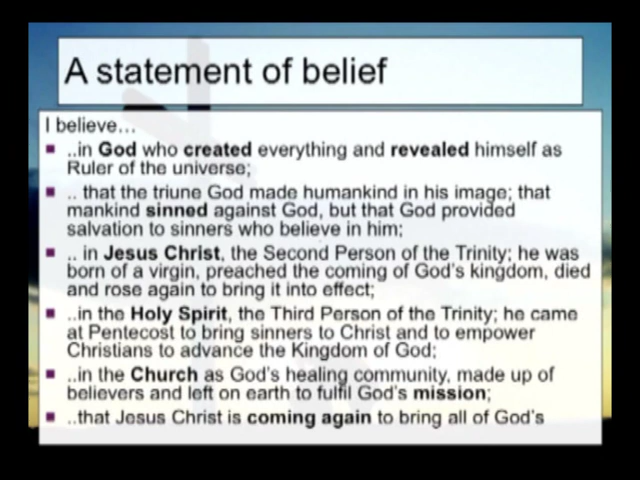 A statement of belief
I believe…
..in God who created everything and revealed himself as
Ruler of the universe;
.. that the triune God made humankind in his image; that
mankind sinned against God, but that God provided
salvation to sinners who believe in him;
.. in Jesus Christ, the Second Person of the Trinity; he was
born of a virgin, preached the coming of God's kingdom, died
and rose again to bring it into effect;
..in the Holy Spirit, the Third Person of the Trinity; he came
at Pentecost to bring sinners to Christ and to empower
Christians to advance the Kingdom of God;
..in the Church as God's healing community, made up of
believers and left on earth to fulfil God's mission;
..that Jesus Christ is coming again to bring all of God's